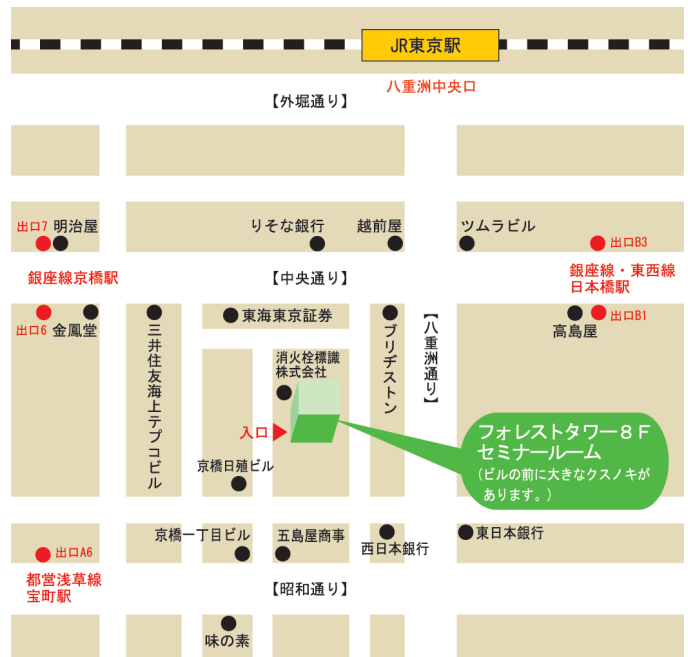 JR東京駅
八重洲中央口
【外堀通り】
出口7
明治屋
りそな銀行
越前屋
ツムラビル
出口B3
銀座線京橋駅
【中央通り】
銀座線・東西線
日本橋駅
出口6
金鳳堂
三井住友海上テプコビル
東海東京証券
ブリヂストン
【八重洲通り】
高島屋
出口B1
消火栓標識
株式会社
入口
フォレストタワー8F
セミナールーム
(ビルの前に大きなクスノキが
あります。)
京橋日殖ビル
京橋一丁目ビル
五島屋商事
西日本銀行
東日本銀行
出口A6
都営浅草線
宝町駅
【昭和通り】
味の素